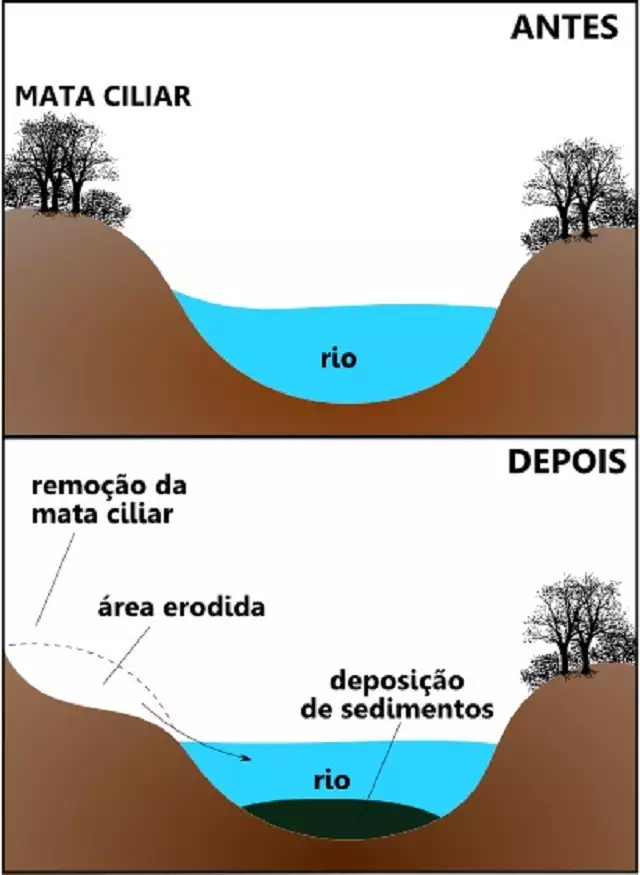 ANTES
MATA CILIAR
rio
DEPOIS
remoção da
mata ciliar
área erodida
deposição
de sedimentos
rio